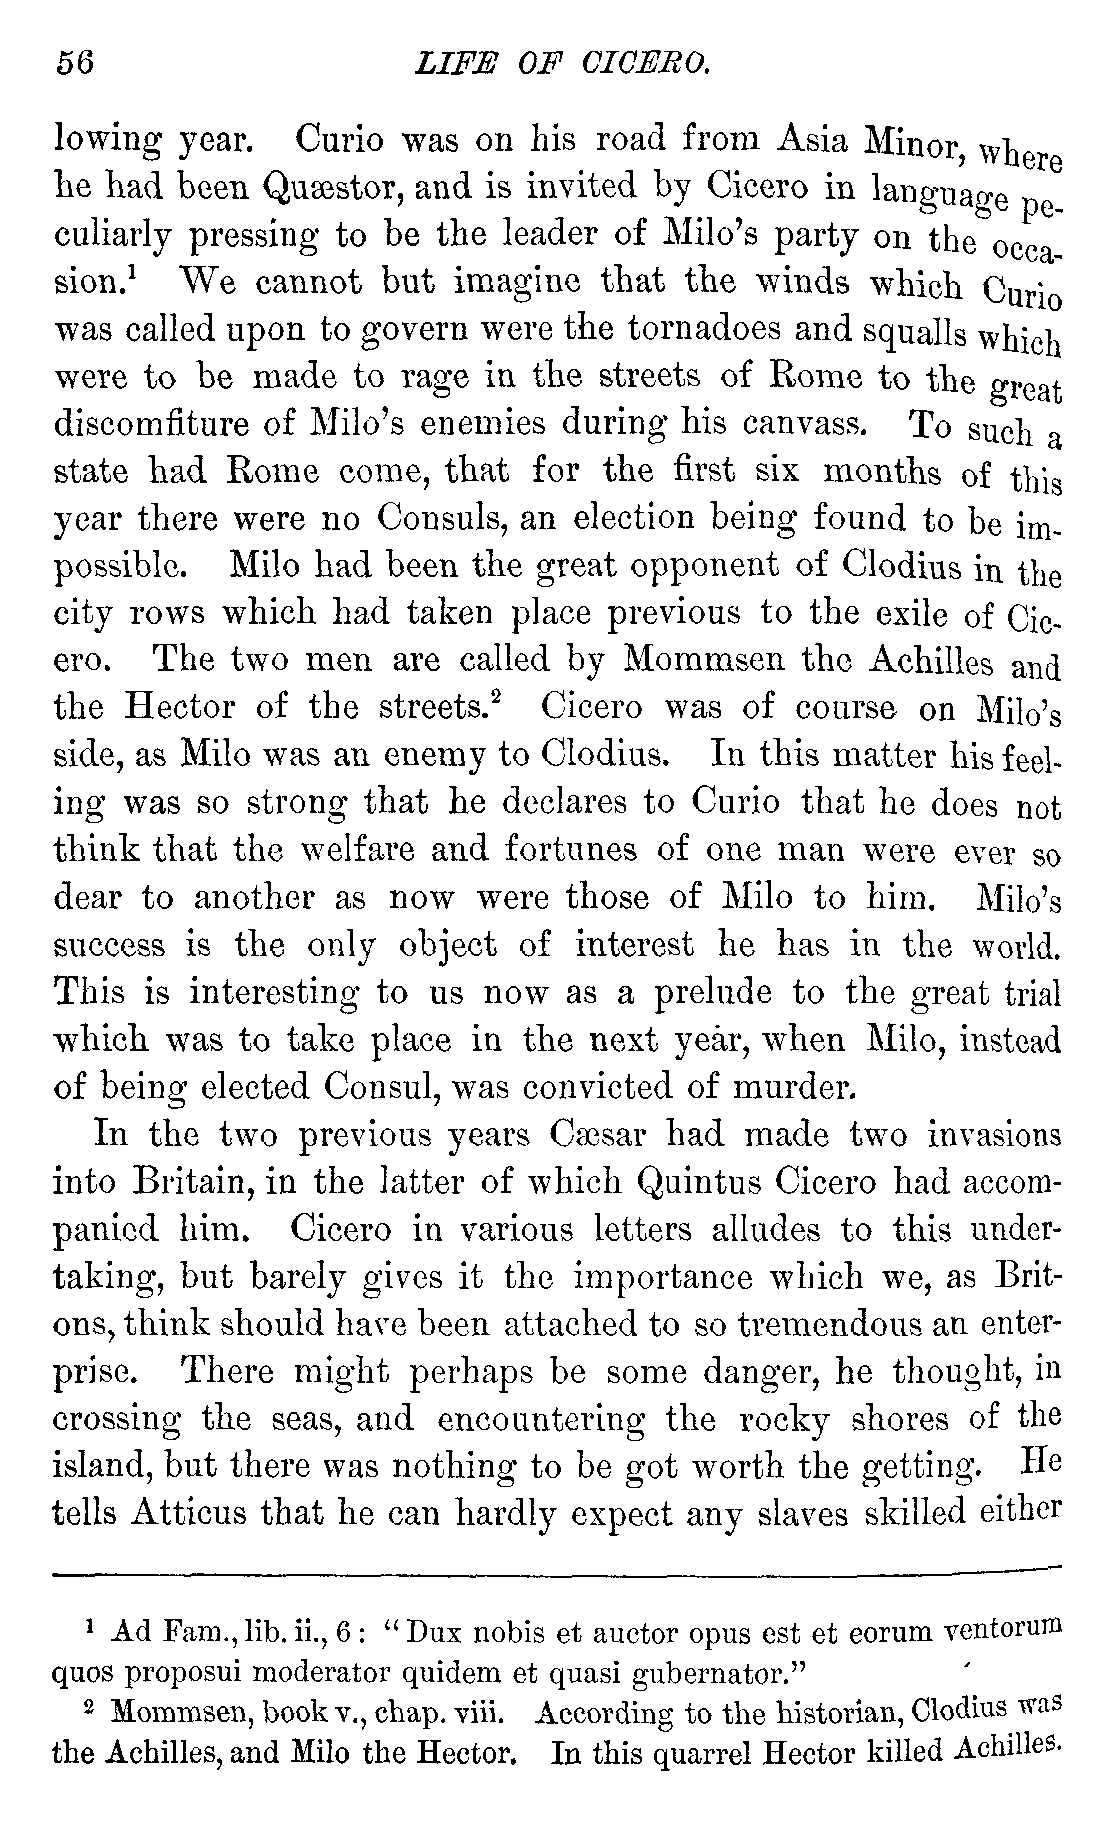 56 LIFE OF CICERO.
lowing year. Curio was on his road from Asia Minor, where
he had been Quæstor, and is invited by Cicero in language pe-
culiarly pressing to be the leader of Milo's party on the occa-
sion.¹ We cannot but imagine that the winds which Curio
was called upon to govern were the tornadoes and squalls which
were to be made to rage in the streets of Rome to the great
discomfiture of Milo's enemies during his canvass. To such a
state had Rome come, that for the first six months of this
year there were no Consuls, an election being found to be im-
possible. Milo had been the great opponent of Clodius in the
city rows which had taken place previous to the exile of Cic-
ero. The two men are called by Mommsen the Achilles and
the Hector of the streets.² Cicero was of course on Milo's
side, as Milo was an enemy to Clodius. In this matter his feel-
ing was so strong that he declares to Curio that he does not
think that the welfare and fortunes of one man were ever so
dear to another as now were those of Milo to him. Milo's
success is the only object of interest he has in the world.
This is interesting to us now as a prelude to the great trial
which was to take place in the next year, when Milo, instead
of being elected Consul, was convicted of murder.
In the two previous years Cæsar had made two invasions
into Britain, in the latter of which Quintus Cicero had accom-
panied him. Cicero in various letters alludes to this under-
taking, but barely gives it the importance which we, as Brit-
ons, think should have been attached to so tremendous an enter-
prise. There might perhaps be some danger, he thought, in
crossing the seas, and encountering the rocky shores of the
island, but there was nothing to be got worth the getting. He
tells Atticus that he can hardly expect any slaves skilled either
¹ Ad Fam., lib. ii., 6: "Dux nobis et auctor opus est et eorum ventorum
quos proposui moderator quidem et quasi gubernator."
² Mommsen, book v., chap. viii. According to the historian, Clodius was
the Achilles, and Milo the Hector. In this quarrel Hector killed Achilles.